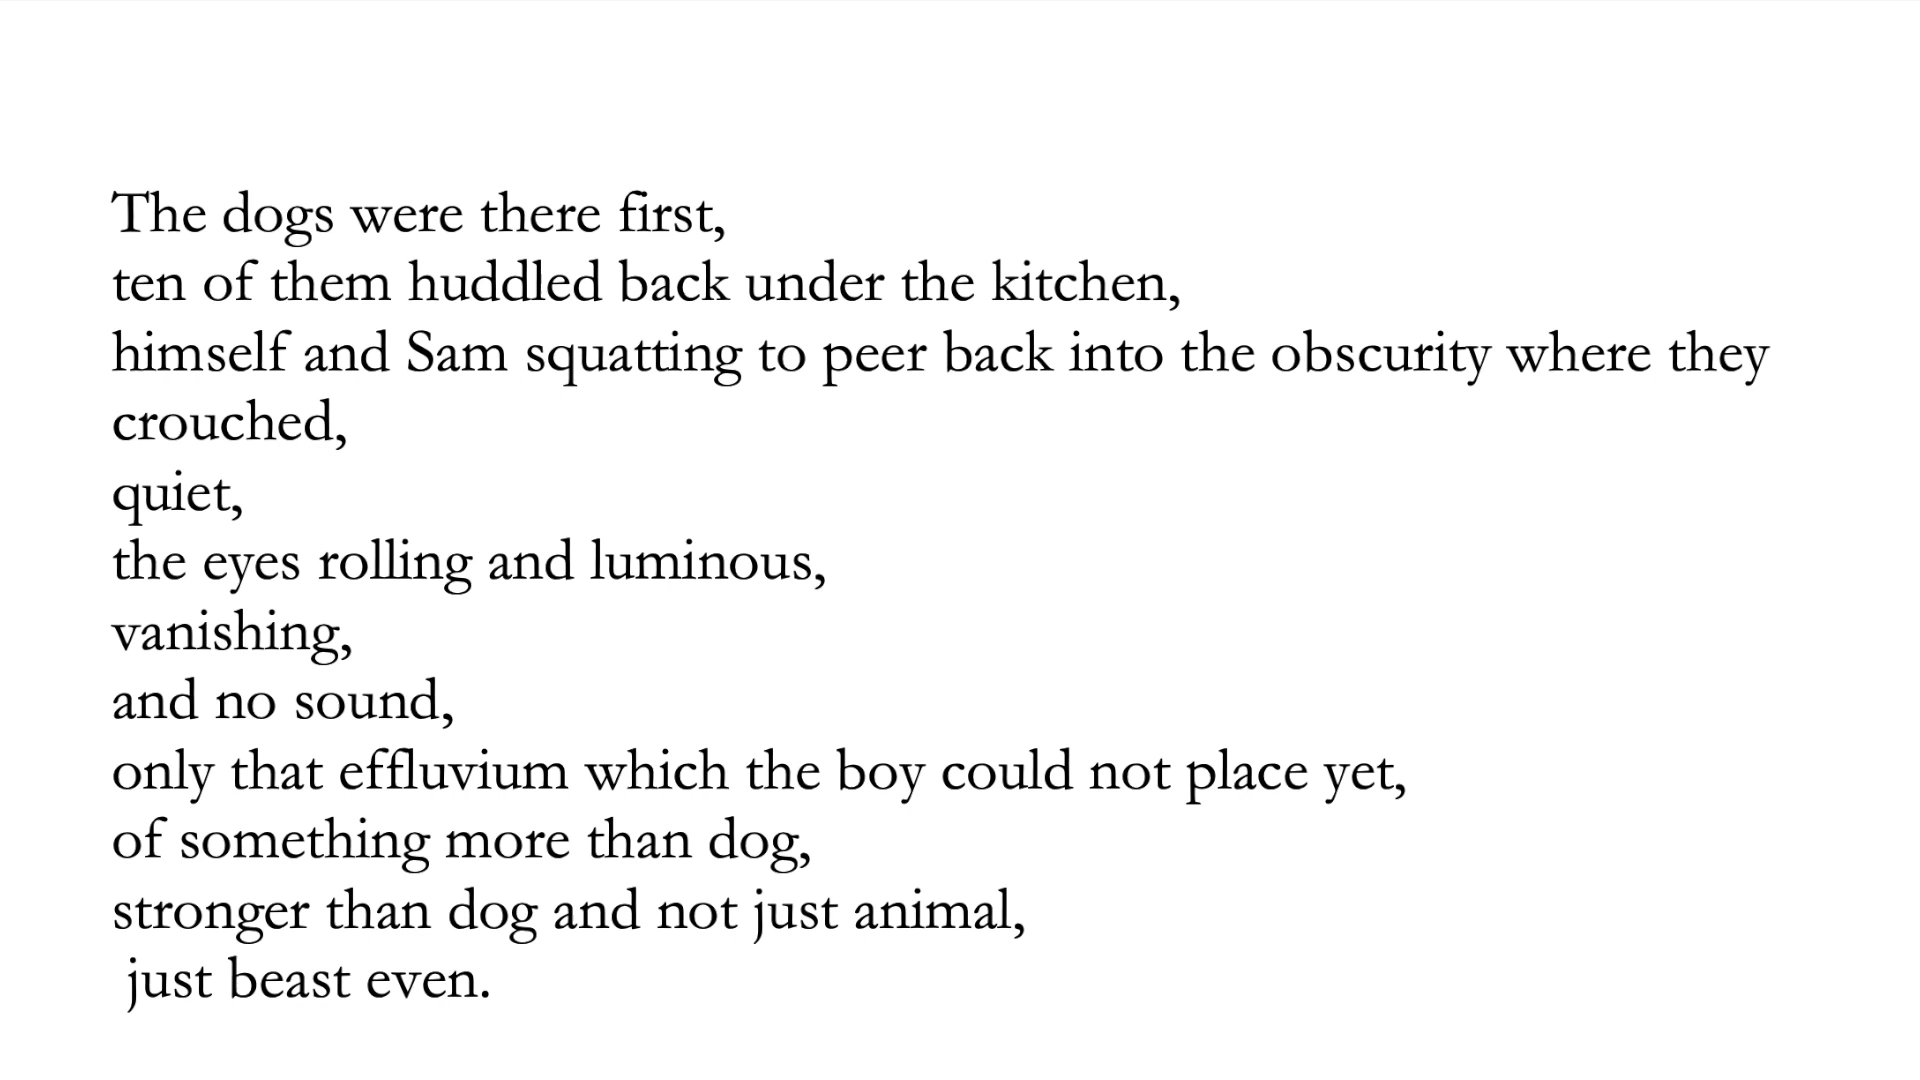 The dogs were there first,
ten of them huddled back under the kitchen,
himself and Sam squatting to peer back into the obscurity where they
crouched,
quiet,
the eyes rolling and luminous,
vanishing,
and no sound,
only that effluvium which the boy could not place yet,
of something more than dog,
stronger than dog and not just animal,
just beast even.